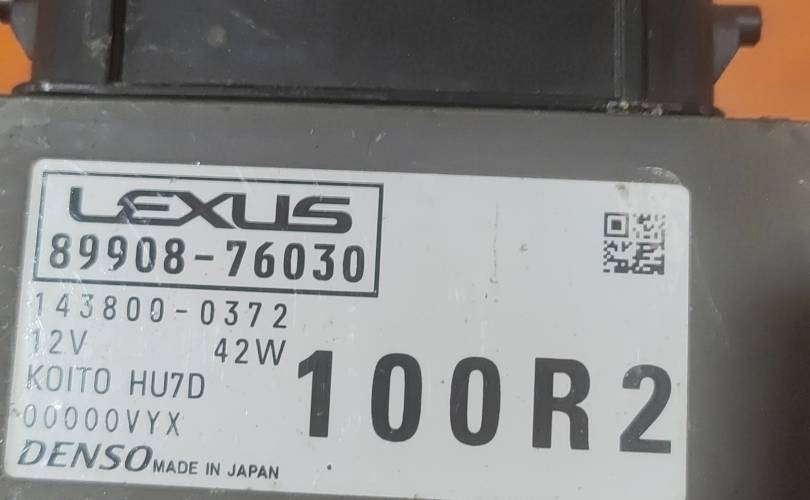 LEXUS
89908-76030
143800-0372
12V 42W
KOITO HU7D
00000VYX
100R2
DENSO MADE IN JAPAN